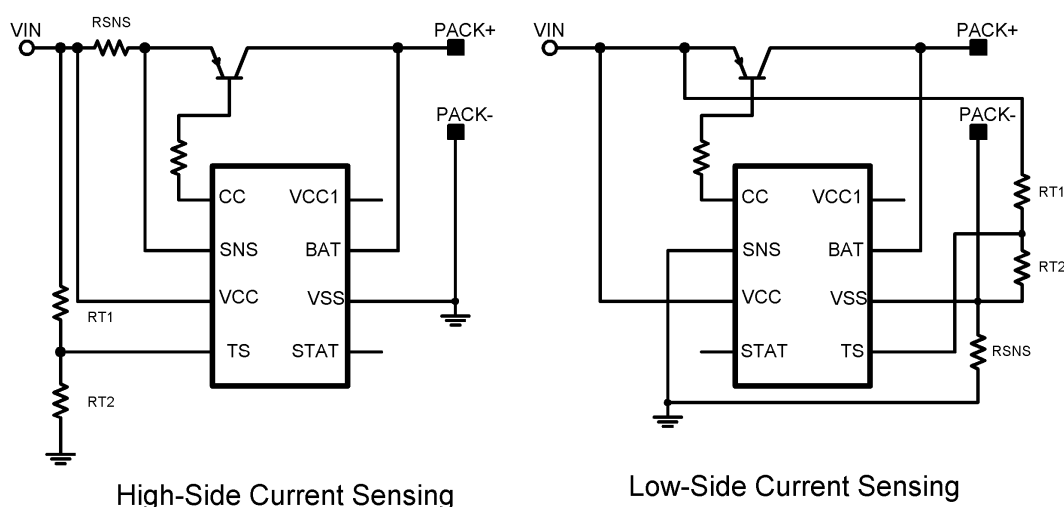 VIN
RSNS
PACK+
PACK-
CC
VCC1
SNS
BAT
VCC
VSS
RT1
TS
STAT
RT2
High-Side Current Sensing
VIN
PACK+
PACK-
CC
VCC1
RT1
SNS
BAT
RT2
VCC
VSS
STAT
TS
RSNS
Low-Side Current Sensing